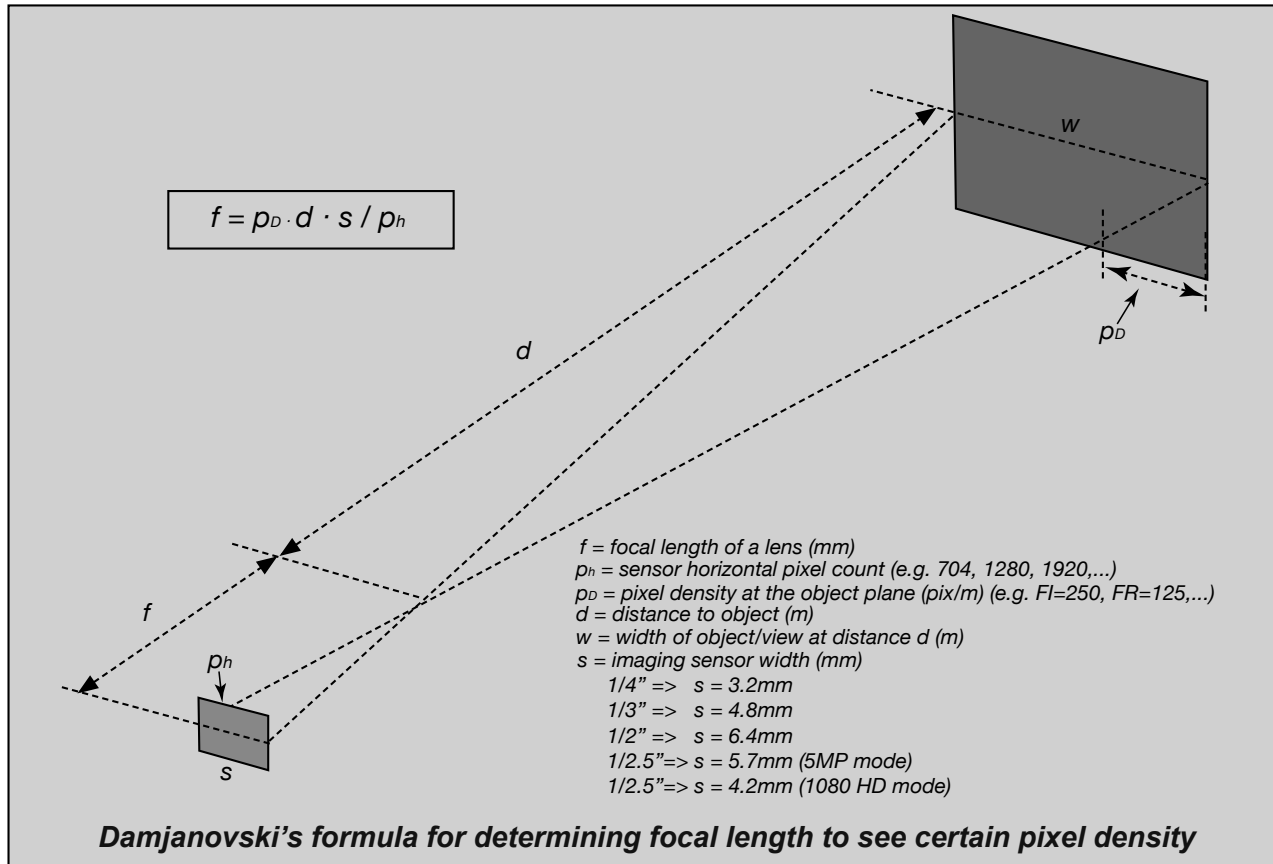 w
f = pD · d · s / ph
d
pD
f = focal length of a lens (mm)
ph = sensor horizontal pixel count (e.g. 704, 1280, 1920,...)
pD = pixel density at the object plane (pix/m) (e.g. FI=250, FR=125,...)
d = distance to object (m)
w = width of object/view at distance d (m)
s = imaging sensor width (mm)
1/4” => s = 3.2mm
1/3” => s = 4.8mm
1/2” => s = 6.4mm
1/2.5”=> s = 5.7mm (5MP mode)
1/2.5”=> s = 4.2mm (1080 HD mode)
f
ph
s
Damjanovski’s formula for determining focal length to see certain pixel density